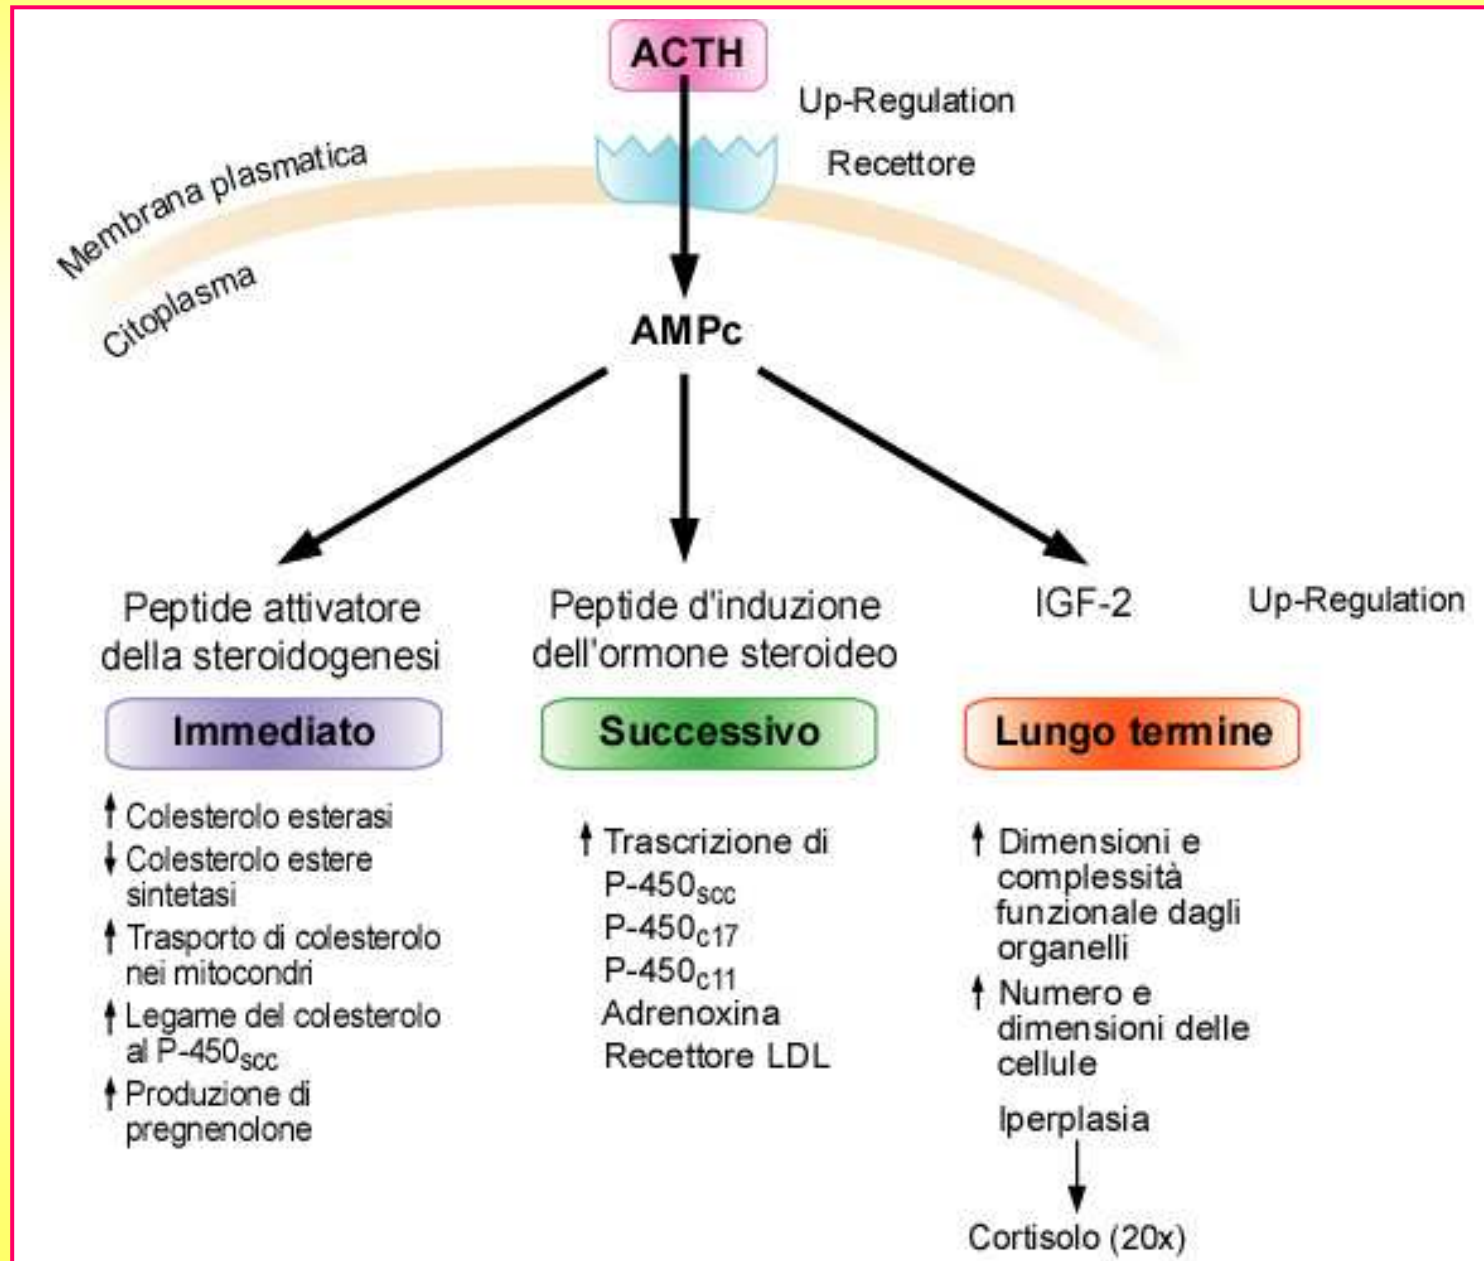 ACTH
Up-Regulation
Recettore
Membrana plasmatica
Citoplasma
AMPc
Peptide attivatore
della steroidogenesi
Immediato
↑ Colesterolo esterasi
↓ Colesterolo estere
sintetasi
↑ Trasporto di colesterolo
nei mitocondri
↑ Legame del colesterolo
al P-450scc
↑ Produzione di
pregnenolone
Peptide d'induzione
dell'ormone steroideo
Successivo
↑ Trascrizione di
P-450scc
P-450c17
P-450c11
Adrenoxina
Recettore LDL
IGF-2
Up-Regulation
Lungo termine
↑ Dimensioni e
complessità
funzionale dagli
organelli
↑ Numero e
dimensioni delle
cellule
Iperplasia
Cortisolo (20x)